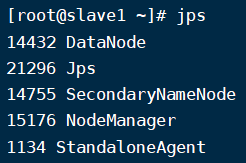 [root@slave1 ~]# jps
14432 DataNode
21296 Jps
14755 SecondaryNameNode
15176 NodeManager
1134 StandaloneAgent